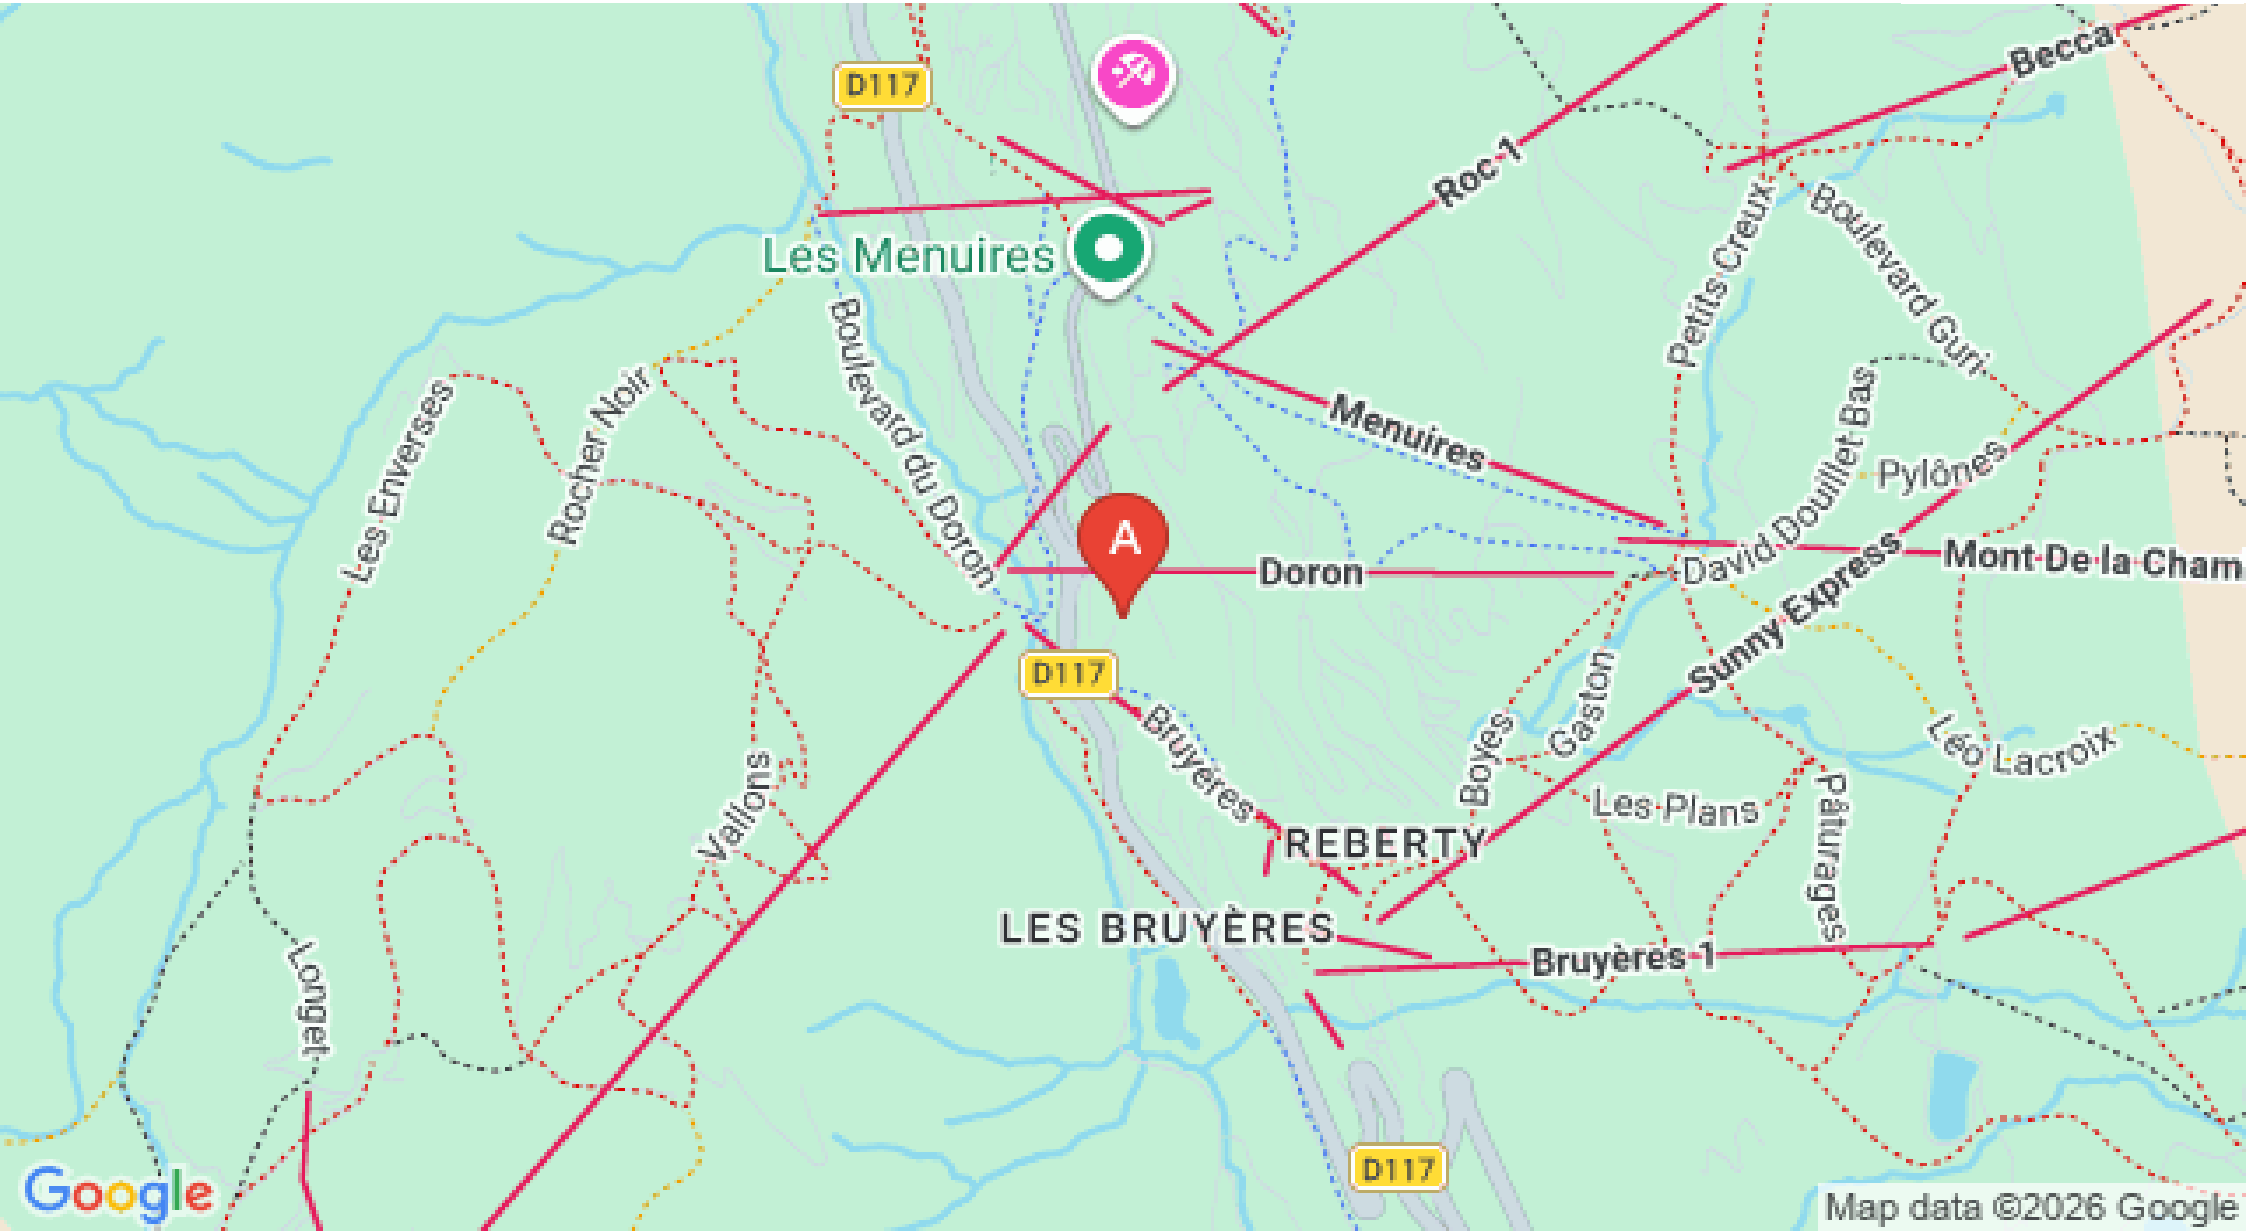 Becca
D117
Roc 1
Les Menuires
Petits Creux
Boulevard Guri
Boulevard du Doron
Les Enverses
Rocher Noir
Menuires
David Douillet Bas
Pylônes
A
Doron
Mont De la Cham
Sunny Express
D117
Bruyères
Gaston
Boyes
Léo Lacroix
Les Plans
Pâturages
Vallons
REBERTY
LES BRUYÈRES
Bruyères 1
Longet
D117
Google
Map data ©2026 Google